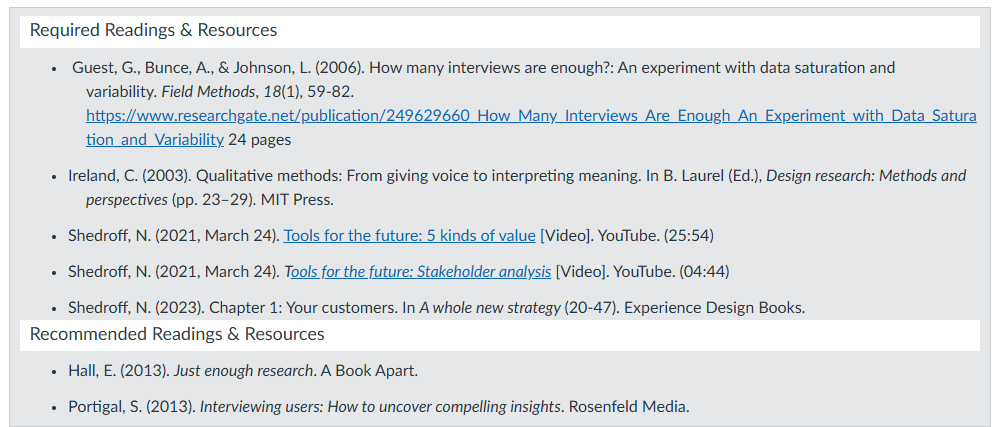 Required Readings & Resources
Guest, G., Bunce, A., & Johnson, L. (2006). How many interviews are enough?: An experiment with data saturation and
variability. Field Methods, 18(1), 59-82.
https://www.researchgate.net/publication/249629660_How_Many_Interviews_Are_Enough_An_Experiment_with_Data_Satura
tion_and_Variability 24 pages
Ireland, C. (2003). Qualitative methods: From giving voice to interpreting meaning. In B. Laurel (Ed.), Design research: Methods and
perspectives (pp. 23–29). MIT Press.
Shedroff, N. (2021, March 24). Tools for the future: 5 kinds of value [Video]. YouTube. (25:54)
Shedroff, N. (2021, March 24). Tools for the future: Stakeholder analysis [Video]. YouTube. (04:44)
Shedroff, N. (2023). Chapter 1: Your customers. In A whole new strategy (20-47). Experience Design Books.
Recommended Readings & Resources
Hall, E. (2013). Just enough research. A Book Apart.
Portigal, S. (2013). Interviewing users: How to uncover compelling insights. Rosenfeld Media.